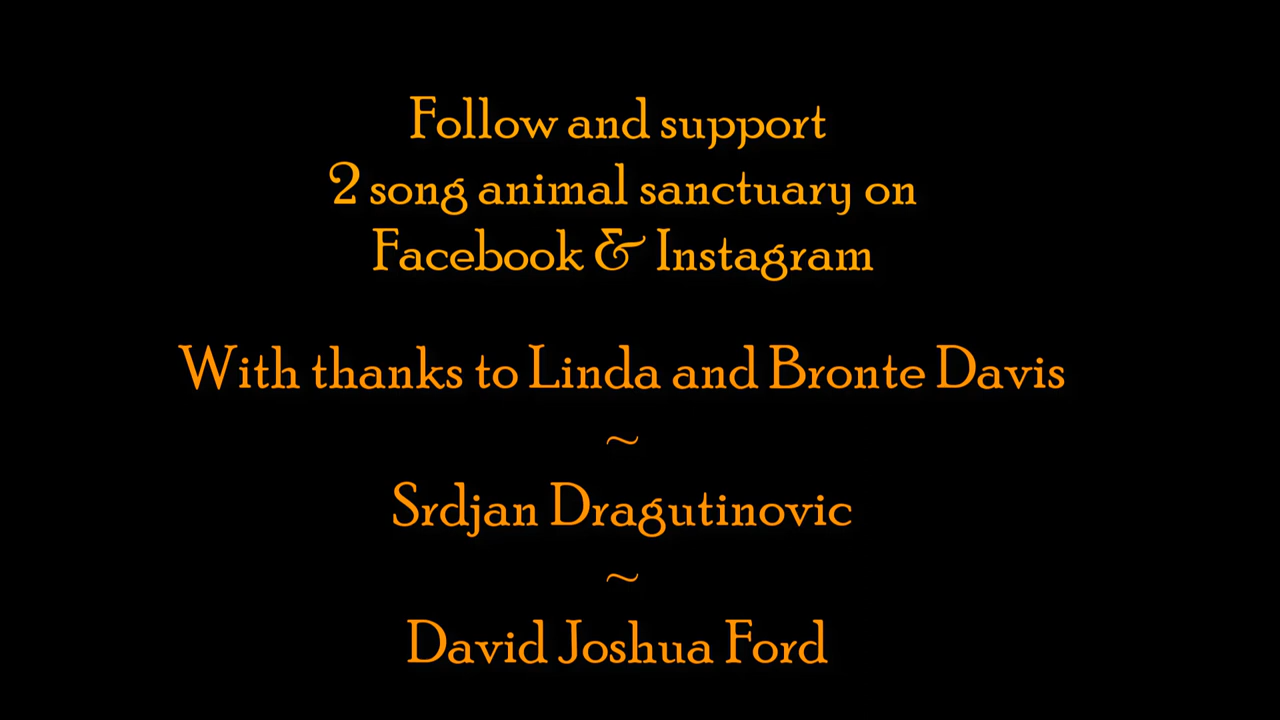 Follow and support
2 song animal sanctuary on
Facebook & Instagram
With thanks to Linda and Bronte Davis
~
Srdjan Dragutinovic
~
David Joshua Ford